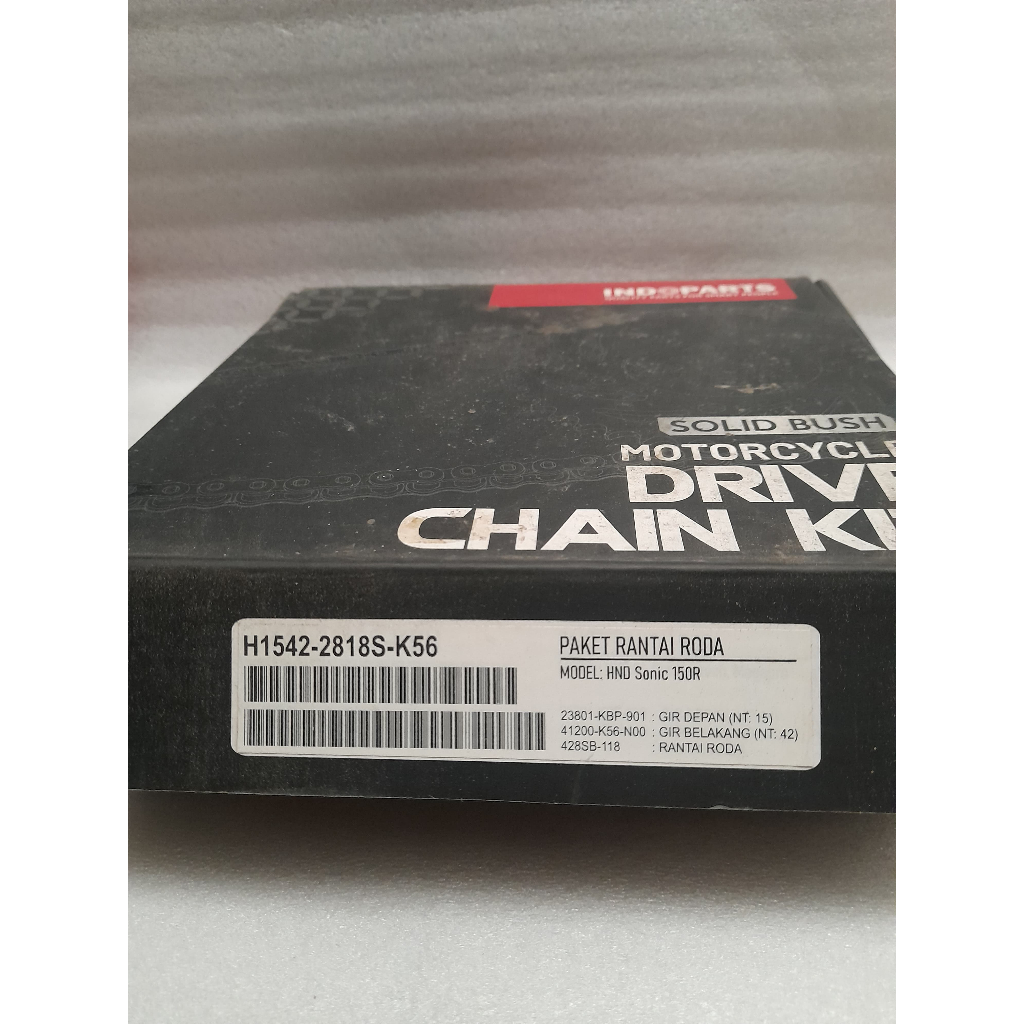 INDOPARTS
SOLID BUSH
MOTORCYCLE
DRIVE
CHAIN KI
H1542-2818S-K56
PAKET RANTAI RODA
MODEL: HND Sonic 150R
23801-KBP-901 : GIR DEPAN (NT: 15)
41200-K56-N00 : GIR BELAKANG (NT: 42)
428SB-118 : RANTAI RODA